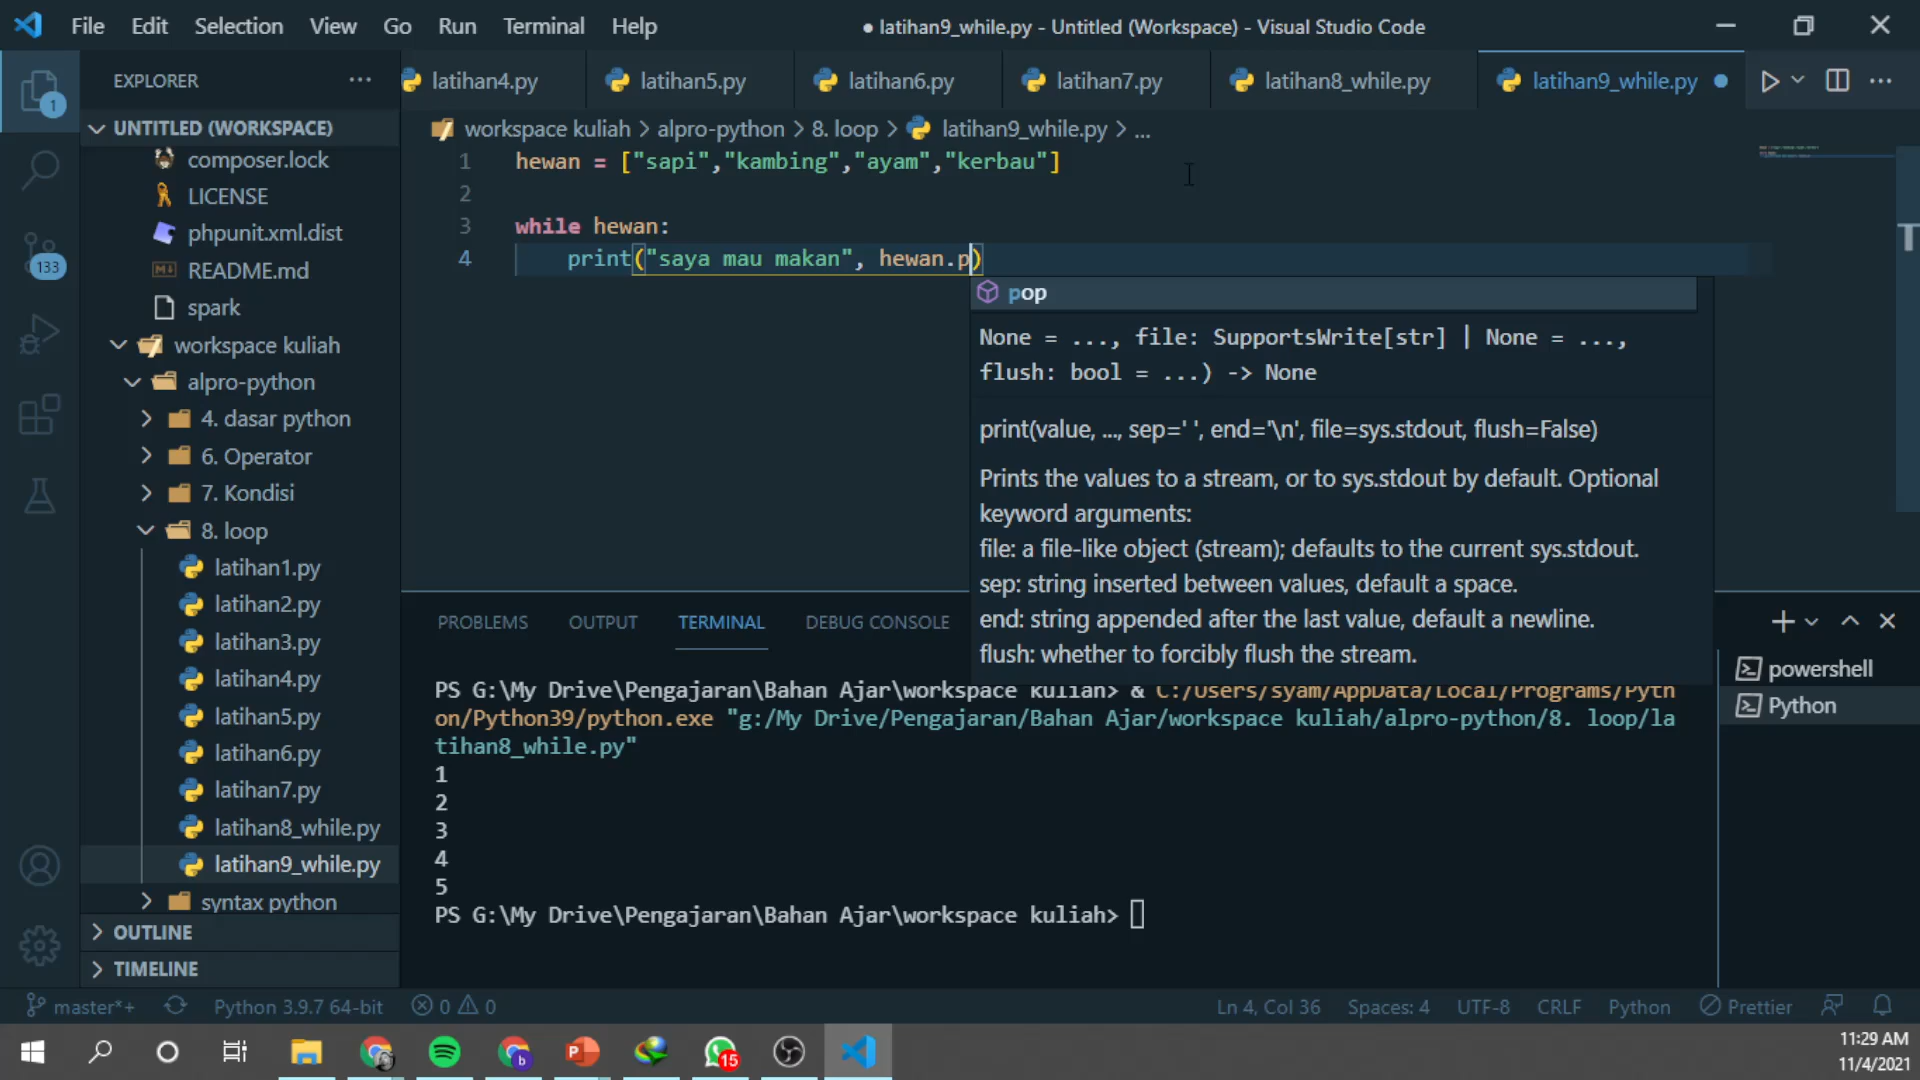 File Edit Selection View Go Run Terminal Help
● latihan9_while.py - Untitled (Workspace) - Visual Studio Code
EXPLORER
latihan4.py latihan5.py latihan6.py latihan7.py latihan8_while.py latihan9_while.py
UNTITLED (WORKSPACE)
workspace kuliah > alpro-python > 8. loop > latihan9_while.py > ...
composer.lock
LICENSE
phpunit.xml.dist
README.md
spark
workspace kuliah
alpro-python
4. dasar python
6. Operator
7. Kondisi
8. loop
latihan1.py
latihan2.py
latihan3.py
latihan4.py
latihan5.py
latihan6.py
latihan7.py
latihan8_while.py
latihan9_while.py
syntax python
OUTLINE
TIMELINE
1
133
1 hewan = ["sapi","kambing","ayam","kerbau"]
2
3 while hewan:
4 print("saya mau makan", hewan.p)
pop
None = ..., file: SupportsWrite[str] | None = ...,
flush: bool = ...) -> None
print(value, ..., sep=' ', end='\n', file=sys.stdout, flush=False)
Prints the values to a stream, or to sys.stdout by default. Optional
keyword arguments:
file: a file-like object (stream); defaults to the current sys.stdout.
sep: string inserted between values, default a space.
end: string appended after the last value, default a newline.
flush: whether to forcibly flush the stream.
PROBLEMS OUTPUT TERMINAL DEBUG CONSOLE
PS G:\My Drive\Pengajaran\Bahan Ajar\workspace kuliah> & C:/Users/syam/AppData/Local/Programs/Pyth
on/Python39/python.exe "g:/My Drive/Pengajaran/Bahan Ajar/workspace kuliah/alpro-python/8. loop/la
tihan8_while.py"
1
2
3
4
5
PS G:\My Drive\Pengajaran\Bahan Ajar\workspace kuliah>
powershell
Python
master*+ Python 3.9.7 64-bit 0 0 Ln 4, Col 36 Spaces: 4 UTF-8 CRLF Python Prettier
15
11:29 AM
11/4/2021